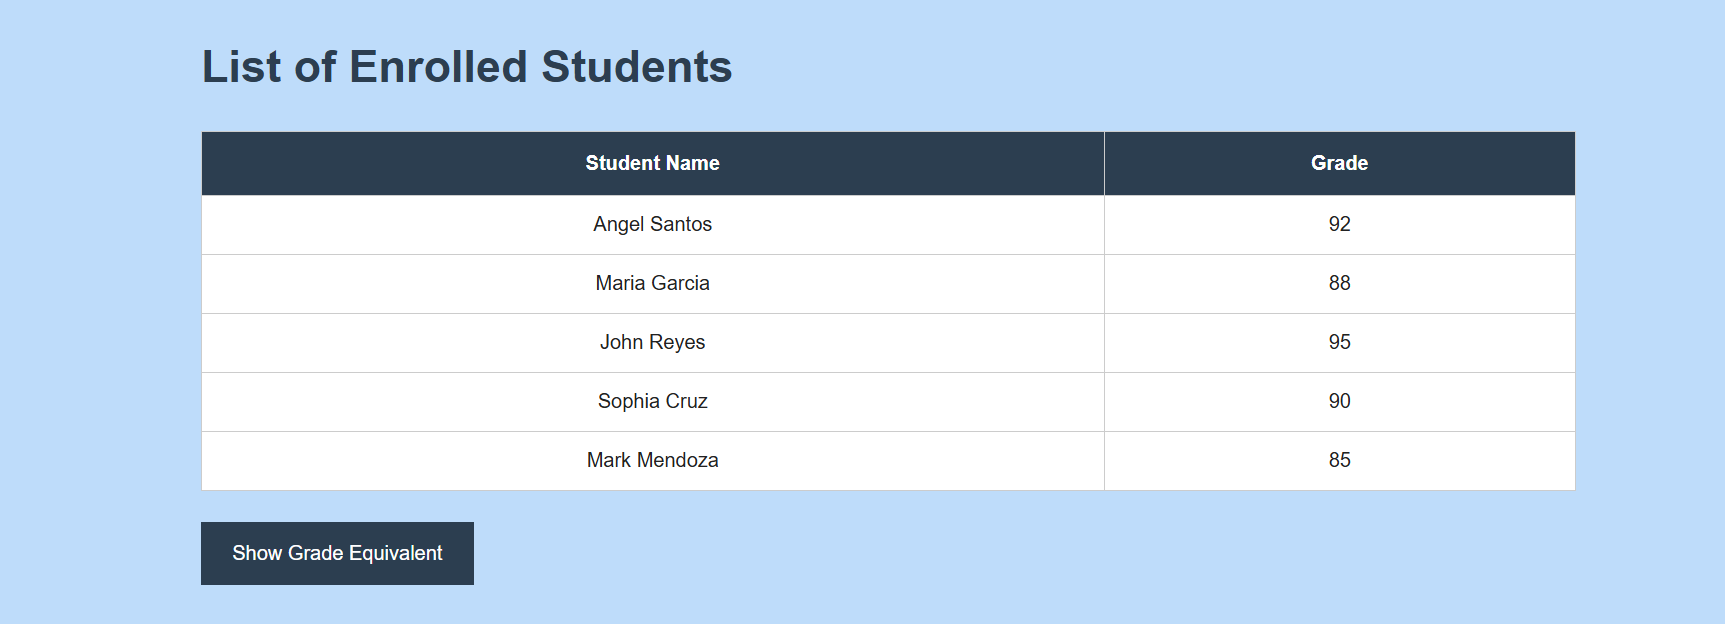 List of Enrolled Students
Student Name Grade
Angel Santos 92
Maria Garcia 88
John Reyes 95
Sophia Cruz 90
Mark Mendoza 85
Show Grade Equivalent